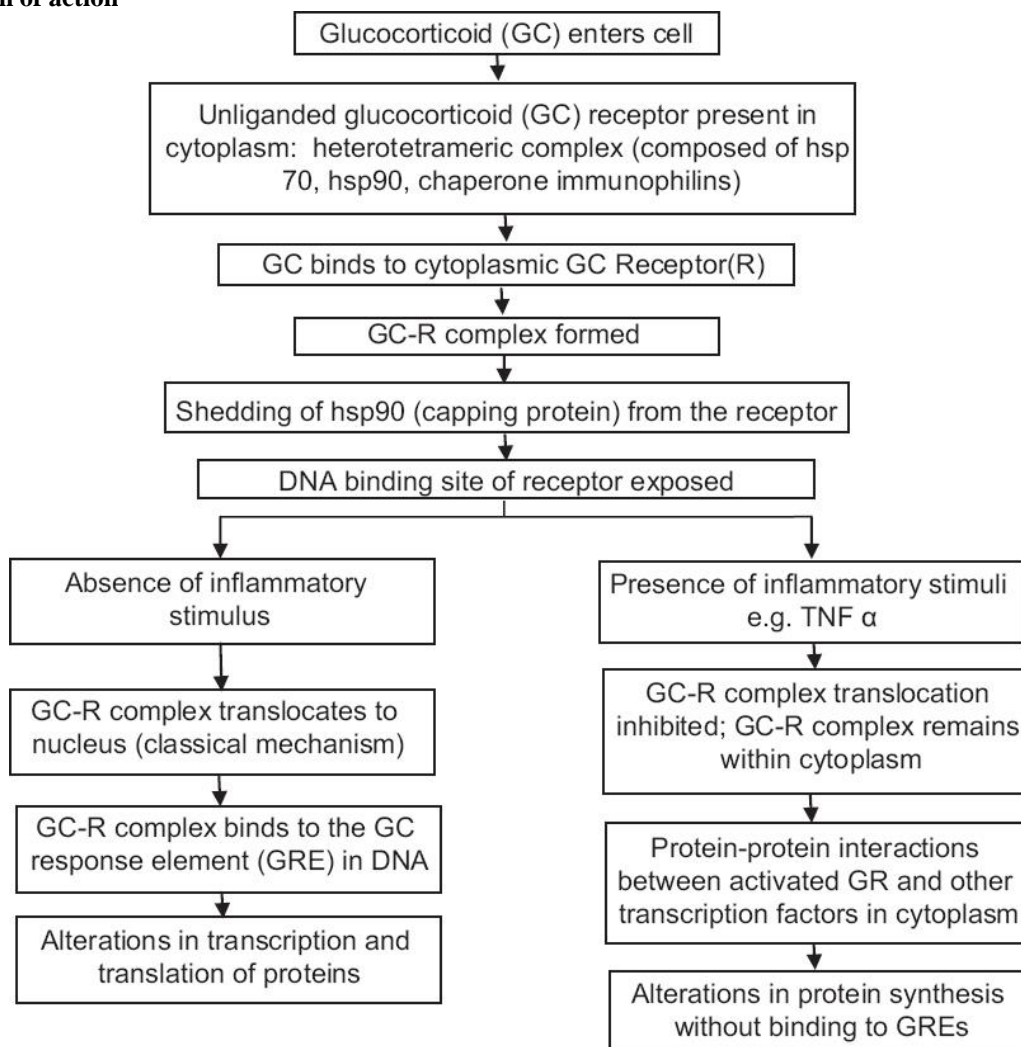 of action
Glucocorticoid (GC) enters cell
Unliganded glucocorticoid (GC) receptor present in
cytoplasm: heterotetrameric complex (composed of hsp
70, hsp90, chaperone immunophilins)
GC binds to cytoplasmic GC Receptor(R)
GC-R complex formed
Shedding of hsp90 (capping protein) from the receptor
DNA binding site of receptor exposed
Absence of inflammatory
stimulus
GC-R complex translocates to
nucleus (classical mechanism)
GC-R complex binds to the GC
response element (GRE) in DNA
Alterations in transcription and
translation of proteins
Presence of inflammatory stimuli
e.g. TNF α
GC-R complex translocation
inhibited; GC-R complex remains
within cytoplasm
Protein-protein interactions
between activated GR and other
transcription factors in cytoplasm
Alterations in protein synthesis
without binding to GREs